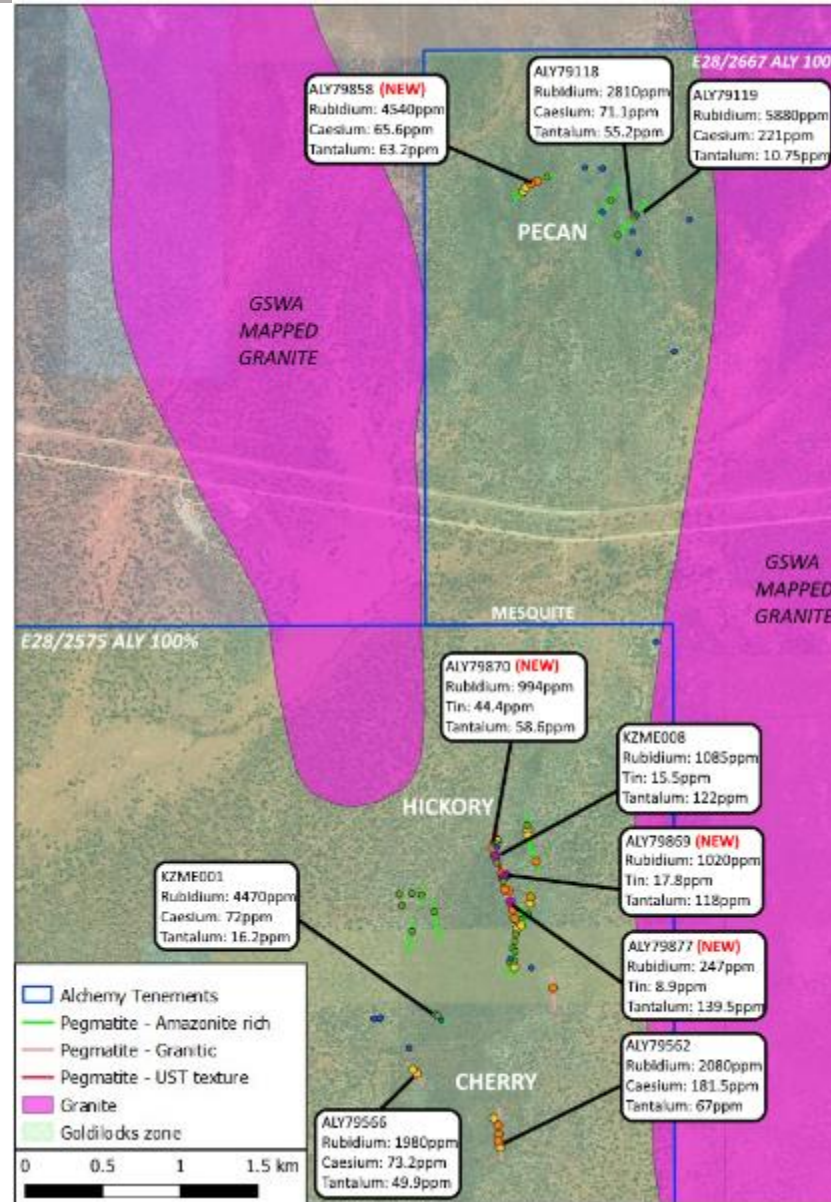 E28/2667 ALY 100%
ALY79858 (NEW)
Rubidium: 4540ppm
Caesium: 65.6ppm
Tantalum: 63.2ppm
ALY79118
Rubidium: 2810ppm
Caesium: 71.1ppm
Tantalum: 55.2ppm
ALY79119
Rubidium: 5880ppm
Caesium: 221ppm
Tantalum: 10.75ppm
PECAN
GSWA
MAPPED
GRANITE
GSWA
MAPPED
GRANITE
MESQUITE
E28/2575 ALY 100%
ALY79870 (NEW)
Rubidium: 994ppm
Tin: 44.4ppm
Tantalum: 58.6ppm
KZME008
Rubidium: 1085ppm
Tin: 15.5ppm
Tantalum: 122ppm
HICKORY
ALY79869 (NEW)
Rubidium: 1020ppm
Tin: 17.8ppm
Tantalum: 118ppm
KZME001
Rubidium: 4470ppm
Caesium: 72ppm
Tantalum: 16.2ppm
ALY79877 (NEW)
Rubidium: 247ppm
Tin: 8.9ppm
Tantalum: 139.5ppm
ALY79562
Rubidium: 2080ppm
Caesium: 181.5ppm
Tantalum: 67ppm
CHERRY
ALY79566
Rubidium: 1980ppm
Caesium: 73.2ppm
Tantalum: 49.9ppm
Alchemy Tenements
Pegmatite - Amazonite rich
Pegmatite - Granitic
Pegmatite - UST texture
Granite
Goldilocks zone
0 0.5 1 1.5 km